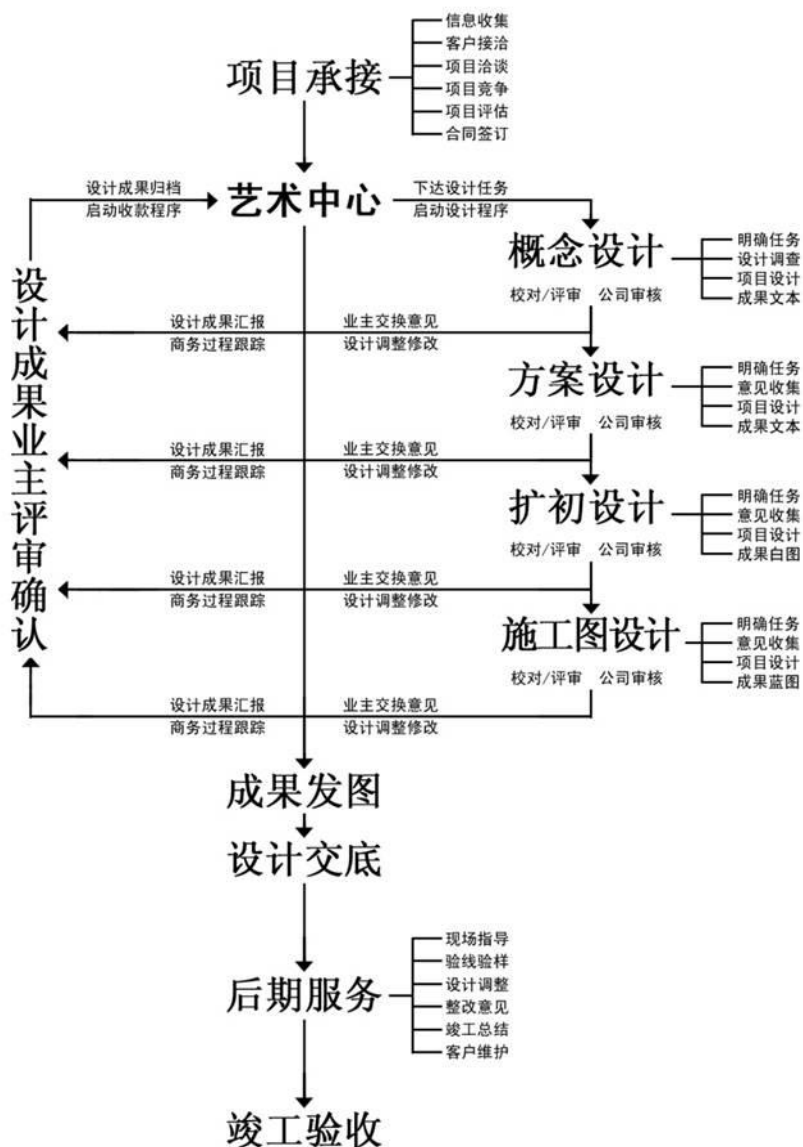 项目承接
信息收集
客户接洽
项目洽谈
项目竞争
项目评估
合同签订
设计成果归档
启动收款程序
艺术中心
下达设计任务
启动设计程序
概念设计
明确任务
设计调查
项目设计
成果文本
校对/评审 公司审核
设计成果汇报
商务过程跟踪
业主交换意见
设计调整修改
设计成果业主评审确认
方案设计
明确任务
意见收集
项目设计
成果文本
校对/评审 公司审核
设计成果汇报
商务过程跟踪
业主交换意见
设计调整修改
扩初设计
明确任务
意见收集
项目设计
成果白图
校对/评审 公司审核
设计成果汇报
商务过程跟踪
业主交换意见
设计调整修改
施工图设计
明确任务
意见收集
项目设计
成果蓝图
校对/评审 公司审核
设计成果汇报
商务过程跟踪
业主交换意见
设计调整修改
成果发图
设计交底
后期服务
现场指导
验线验样
设计调整
整改意见
竣工总结
客户维护
竣工验收